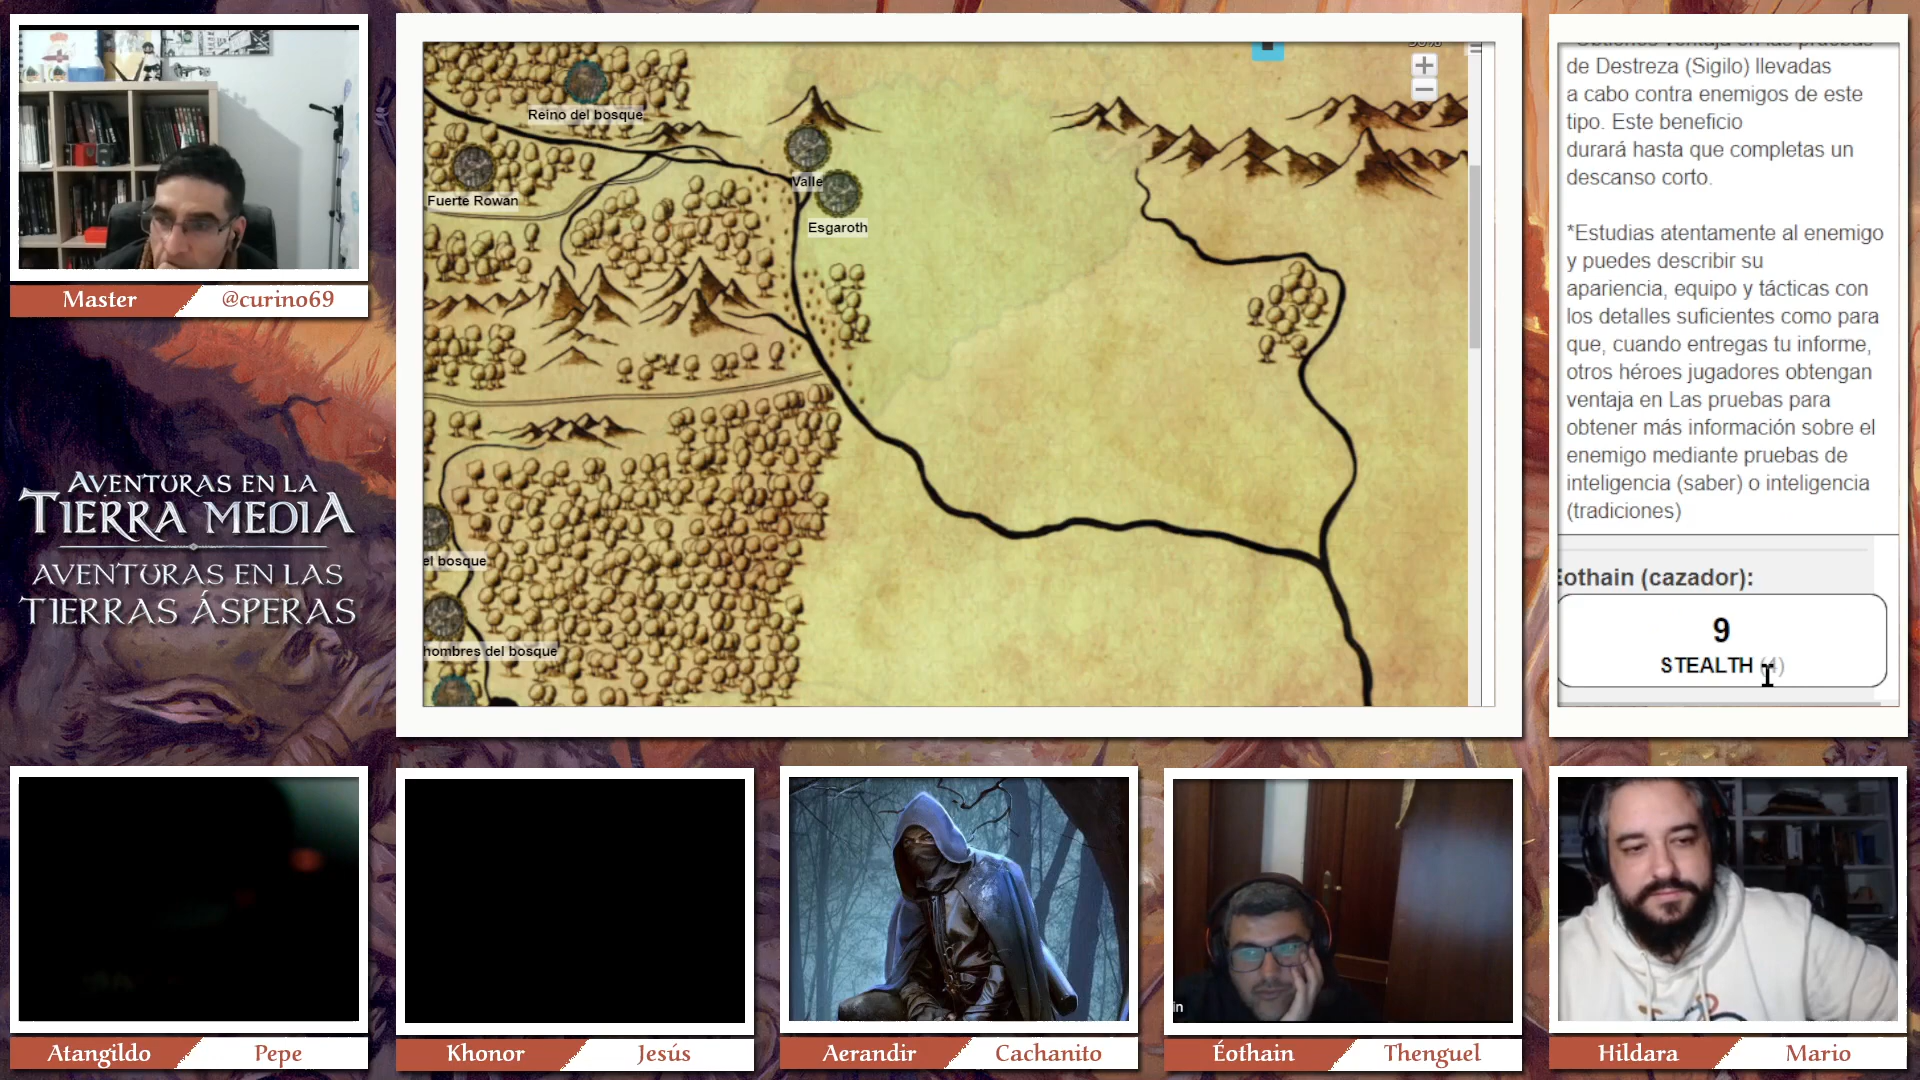 Master
@curino69
AVENTURAS EN LA
TIERRA MEDIA
AVENTURAS EN LAS
TIERRAS ÁSPERAS
Reino del bosque
Fuerte Rowan
Valle
Esgaroth
el bosque
hombres del bosque
de Destreza (Sigilo) llevadas
a cabo contra enemigos de este
tipo. Este beneficio
durará hasta que completas un
descanso corto.
*Estudias atentamente al enemigo
y puedes describir su
apariencia, equipo y tácticas con
los detalles suficientes como para
que, cuando entregas tu informe,
otros héroes jugadores obtengan
ventaja en Las pruebas para
obtener más información sobre el
enemigo mediante pruebas de
inteligencia (saber) o inteligencia
(tradiciones)
Eothain (cazador):
9
STEALTH
in
Atangildo
Pepe
Khonor
Jesús
Aerandir
Cachanito
Éothain
Thenguel
Hildara
Mario